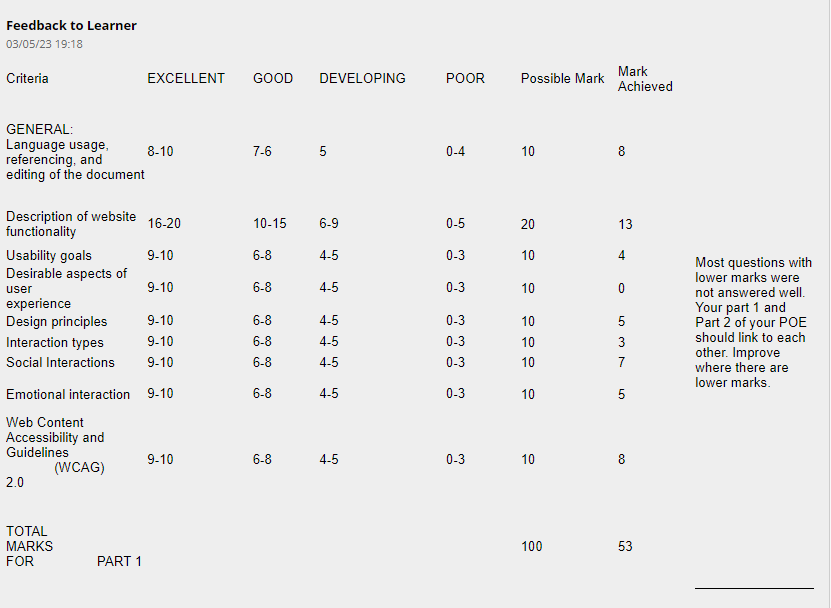 Feedback to Learner
03/05/23 19:18
Criteria EXCELLENT GOOD DEVELOPING POOR Possible Mark Mark Achieved
GENERAL:
Language usage,
referencing, and
editing of the document
8-10 7-6 5 0-4 10 8
Description of website
functionality
16-20 10-15 6-9 0-5 20 13
Usability goals 9-10 6-8 4-5 0-3 10 4
Desirable aspects of
user
experience
9-10 6-8 4-5 0-3 10 0
Design principles 9-10 6-8 4-5 0-3 10 5
Interaction types 9-10 6-8 4-5 0-3 10 3
Social Interactions 9-10 6-8 4-5 0-3 10 7
Emotional interaction 9-10 6-8 4-5 0-3 10 5
Web Content
Accessibility and
Guidelines
(WCAG)
2.0
9-10 6-8 4-5 0-3 10 8
TOTAL
MARKS
FOR PART 1
100 53
Most questions with
lower marks were
not answered well.
Your part 1 and
Part 2 of your POE
should link to each
other. Improve
where there are
lower marks.